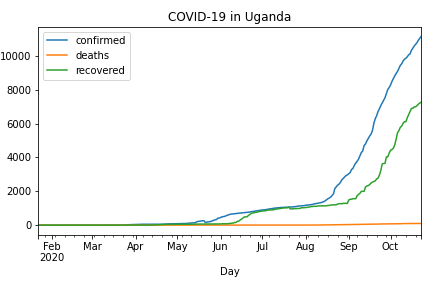 COVID-19 in Uganda
confirmed
deaths
recovered
10000
8000
6000
4000
2000
0
Feb Mar Apr May Jun Jul Aug Sep Oct
2020
Day